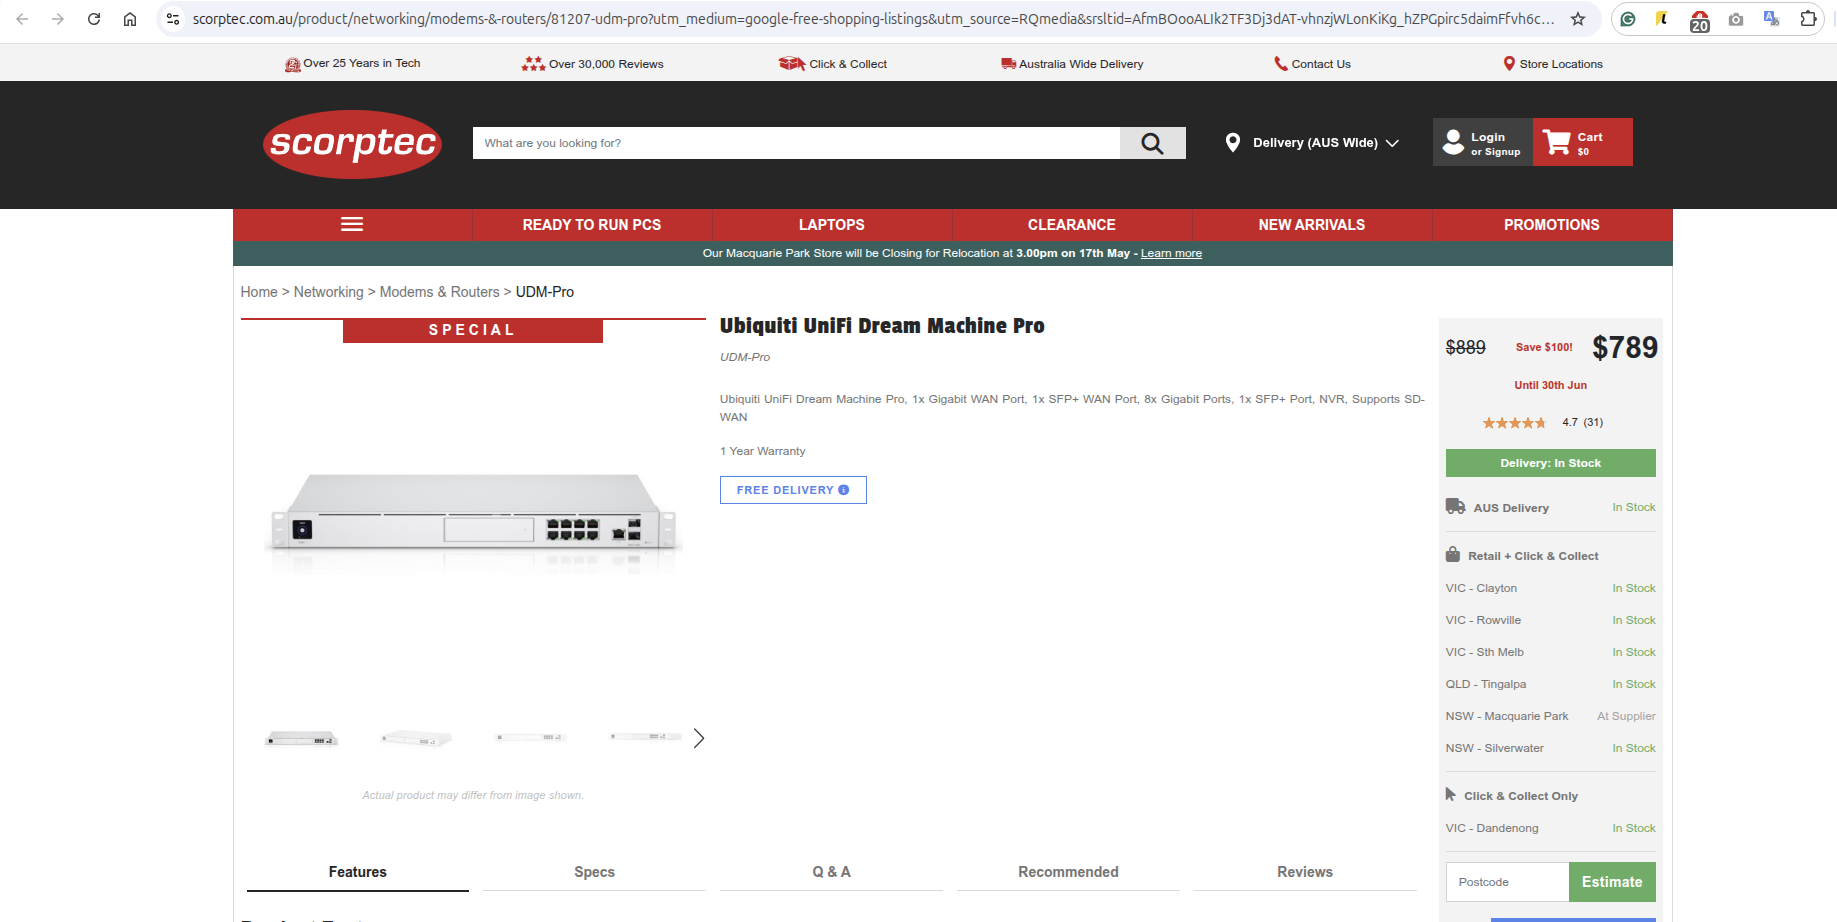 scorptec.com.au/product/networking/modems-&-routers/81207-udm-pro?utm_medium=google-free-shopping-listings&utm_source=RQmedia&srsltid=AfmBOooALIk2TF3Dj3dAT-vhnzjWLonKiKg_hZPGpirc5daimFfvh6c...
20
Over 25 Years in Tech
Over 30,000 Reviews
Click & Collect
Australia Wide Delivery
Contact Us
Store Locations
scorptec
What are you looking for?
Delivery (AUS Wide)
Login
or Signup
Cart
$0
READY TO RUN PCS
LAPTOPS
CLEARANCE
NEW ARRIVALS
PROMOTIONS
Our Macquarie Park Store will be Closing for Relocation at 3.00pm on 17th May - Learn more
Home > Networking > Modems & Routers > UDM-Pro
SPECIAL
Ubiquiti UniFi Dream Machine Pro
UDM-Pro
Ubiquiti UniFi Dream Machine Pro, 1x Gigabit WAN Port, 1x SFP+ WAN Port, 8x Gigabit Ports, 1x SFP+ Port, NVR, Supports SD-
WAN
1 Year Warranty
FREE DELIVERY
$889
Save $100!
$789
Until 30th Jun
4.7 (31)
Delivery: In Stock
AUS Delivery In Stock
Retail + Click & Collect
VIC - Clayton In Stock
VIC - Rowville In Stock
VIC - Sth Melb In Stock
QLD - Tingalpa In Stock
NSW - Macquarie Park At Supplier
NSW - Silverwater In Stock
Click & Collect Only
VIC - Dandenong In Stock
Postcode
Estimate
Actual product may differ from image shown.
Features
Specs
Q & A
Recommended
Reviews